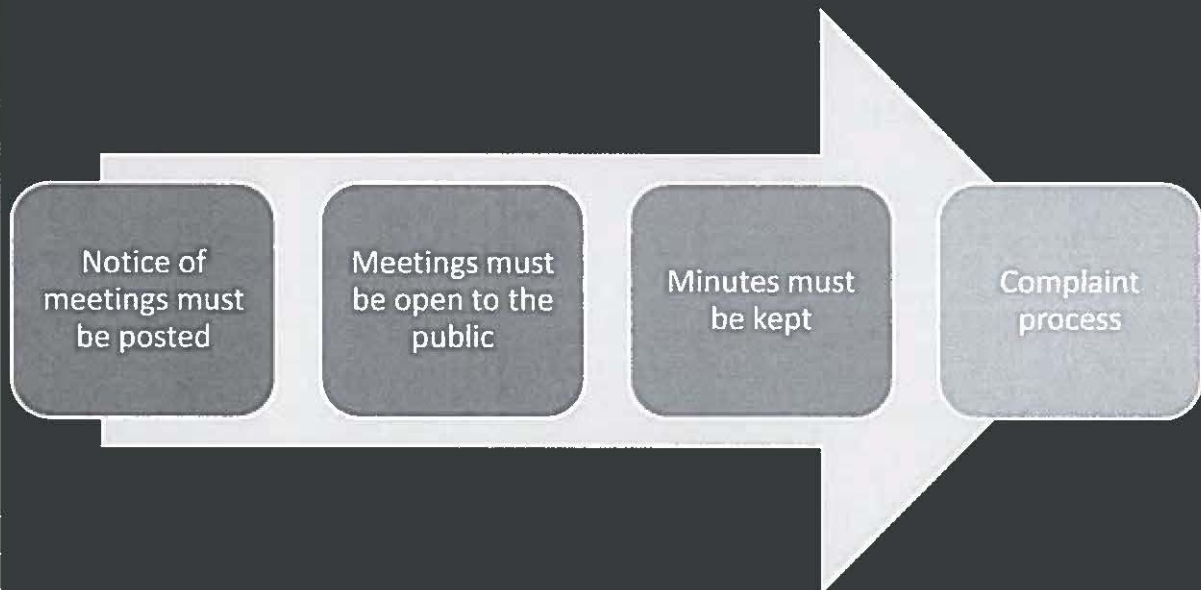 Notice of
meetings must
be posted
Meetings must
be open to the
public
Minutes must
be kept
Complaint
process